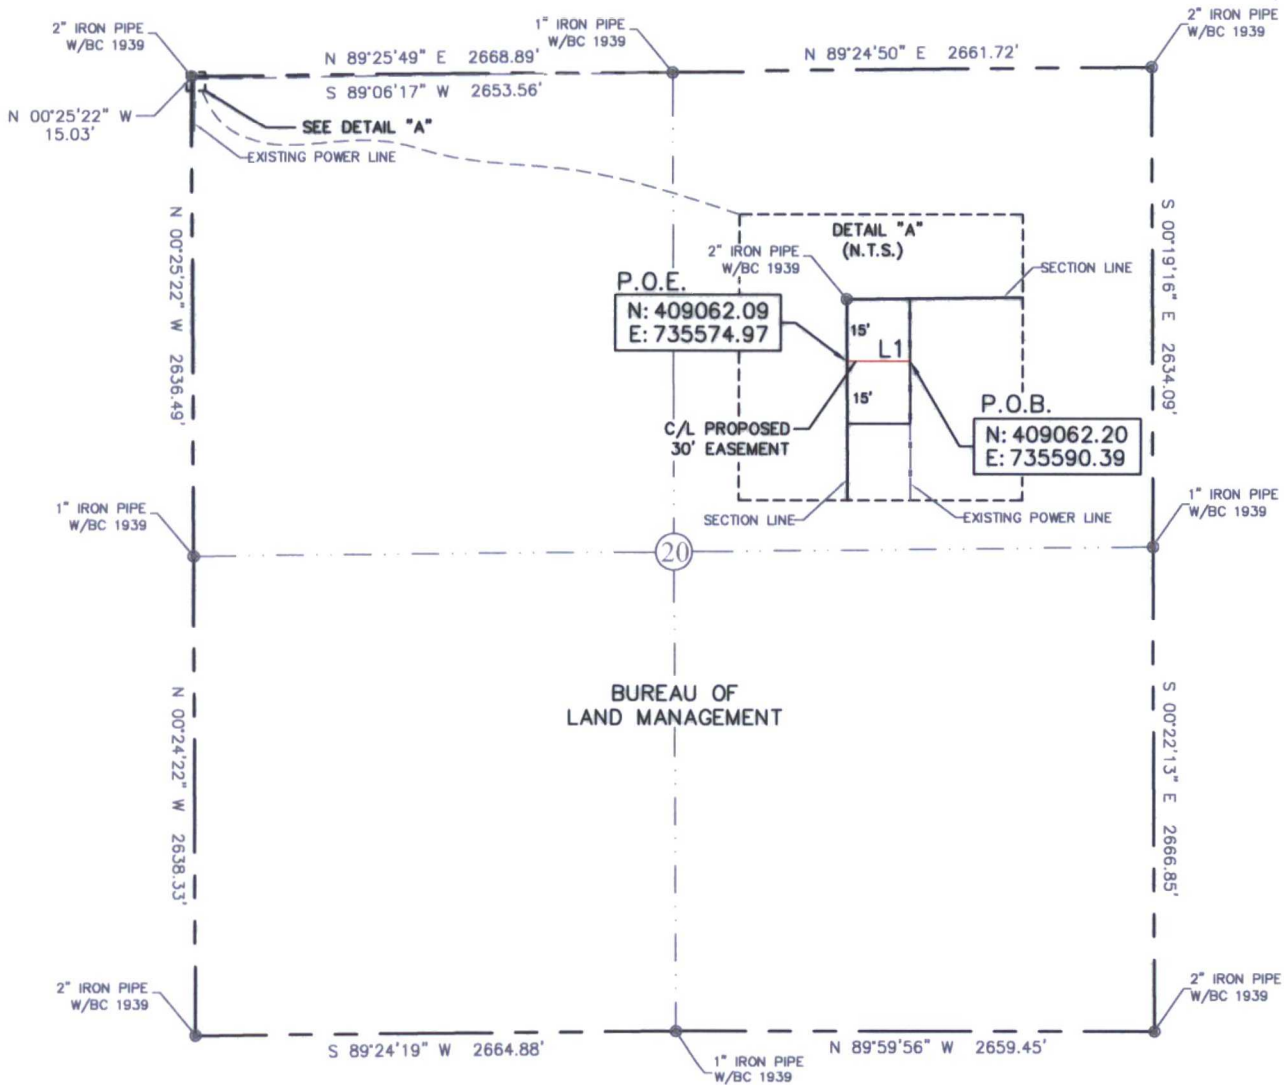 2" IRON PIPE
W/BC 1939
1" IRON PIPE
W/BC 1939
2" IRON PIPE
W/BC 1939
N 89°25'49" E 2668.89'
N 89°24'50" E 2661.72'
S 89°06'17" W 2653.56'
N 00°25'22" W
15.03'
SEE DETAIL "A"
EXISTING POWER LINE
N 00°25'22" W 2636.49'
S 00°19'16" E 2634.09'
DETAIL "A"
(N.T.S.)
2" IRON PIPE
W/BC 1939
SECTION LINE
P.O.E.
N: 409062.09
E: 735574.97
15'
L1
15'
P.O.B.
N: 409062.20
E: 735590.39
C/L PROPOSED
30' EASEMENT
SECTION LINE
EXISTING POWER LINE
1" IRON PIPE
W/BC 1939
1" IRON PIPE
W/BC 1939
20
BUREAU OF
LAND MANAGEMENT
N 00°24'22" W 2638.33'
S 00°22'13" E 2666.85'
2" IRON PIPE
W/BC 1939
2" IRON PIPE
W/BC 1939
S 89°24'19" W 2664.88'
N 89°59'56" W 2659.45'
1" IRON PIPE
W/BC 1939